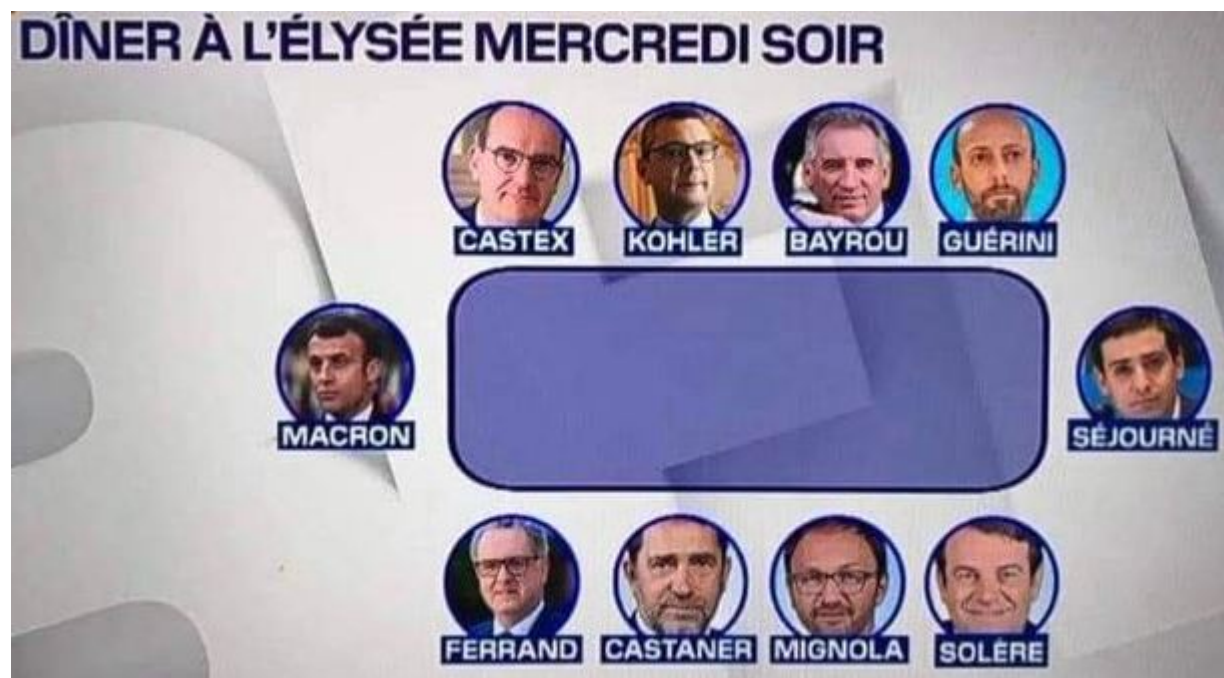 DÎNER À L'ÉLYSÉE MERCREDI SOIR
CASTEX KOHLER BAYROU GUÉRINI
MACRON SÉJOURNÉ
FERRAND CASTANER MIGNOLA SOLÈRE